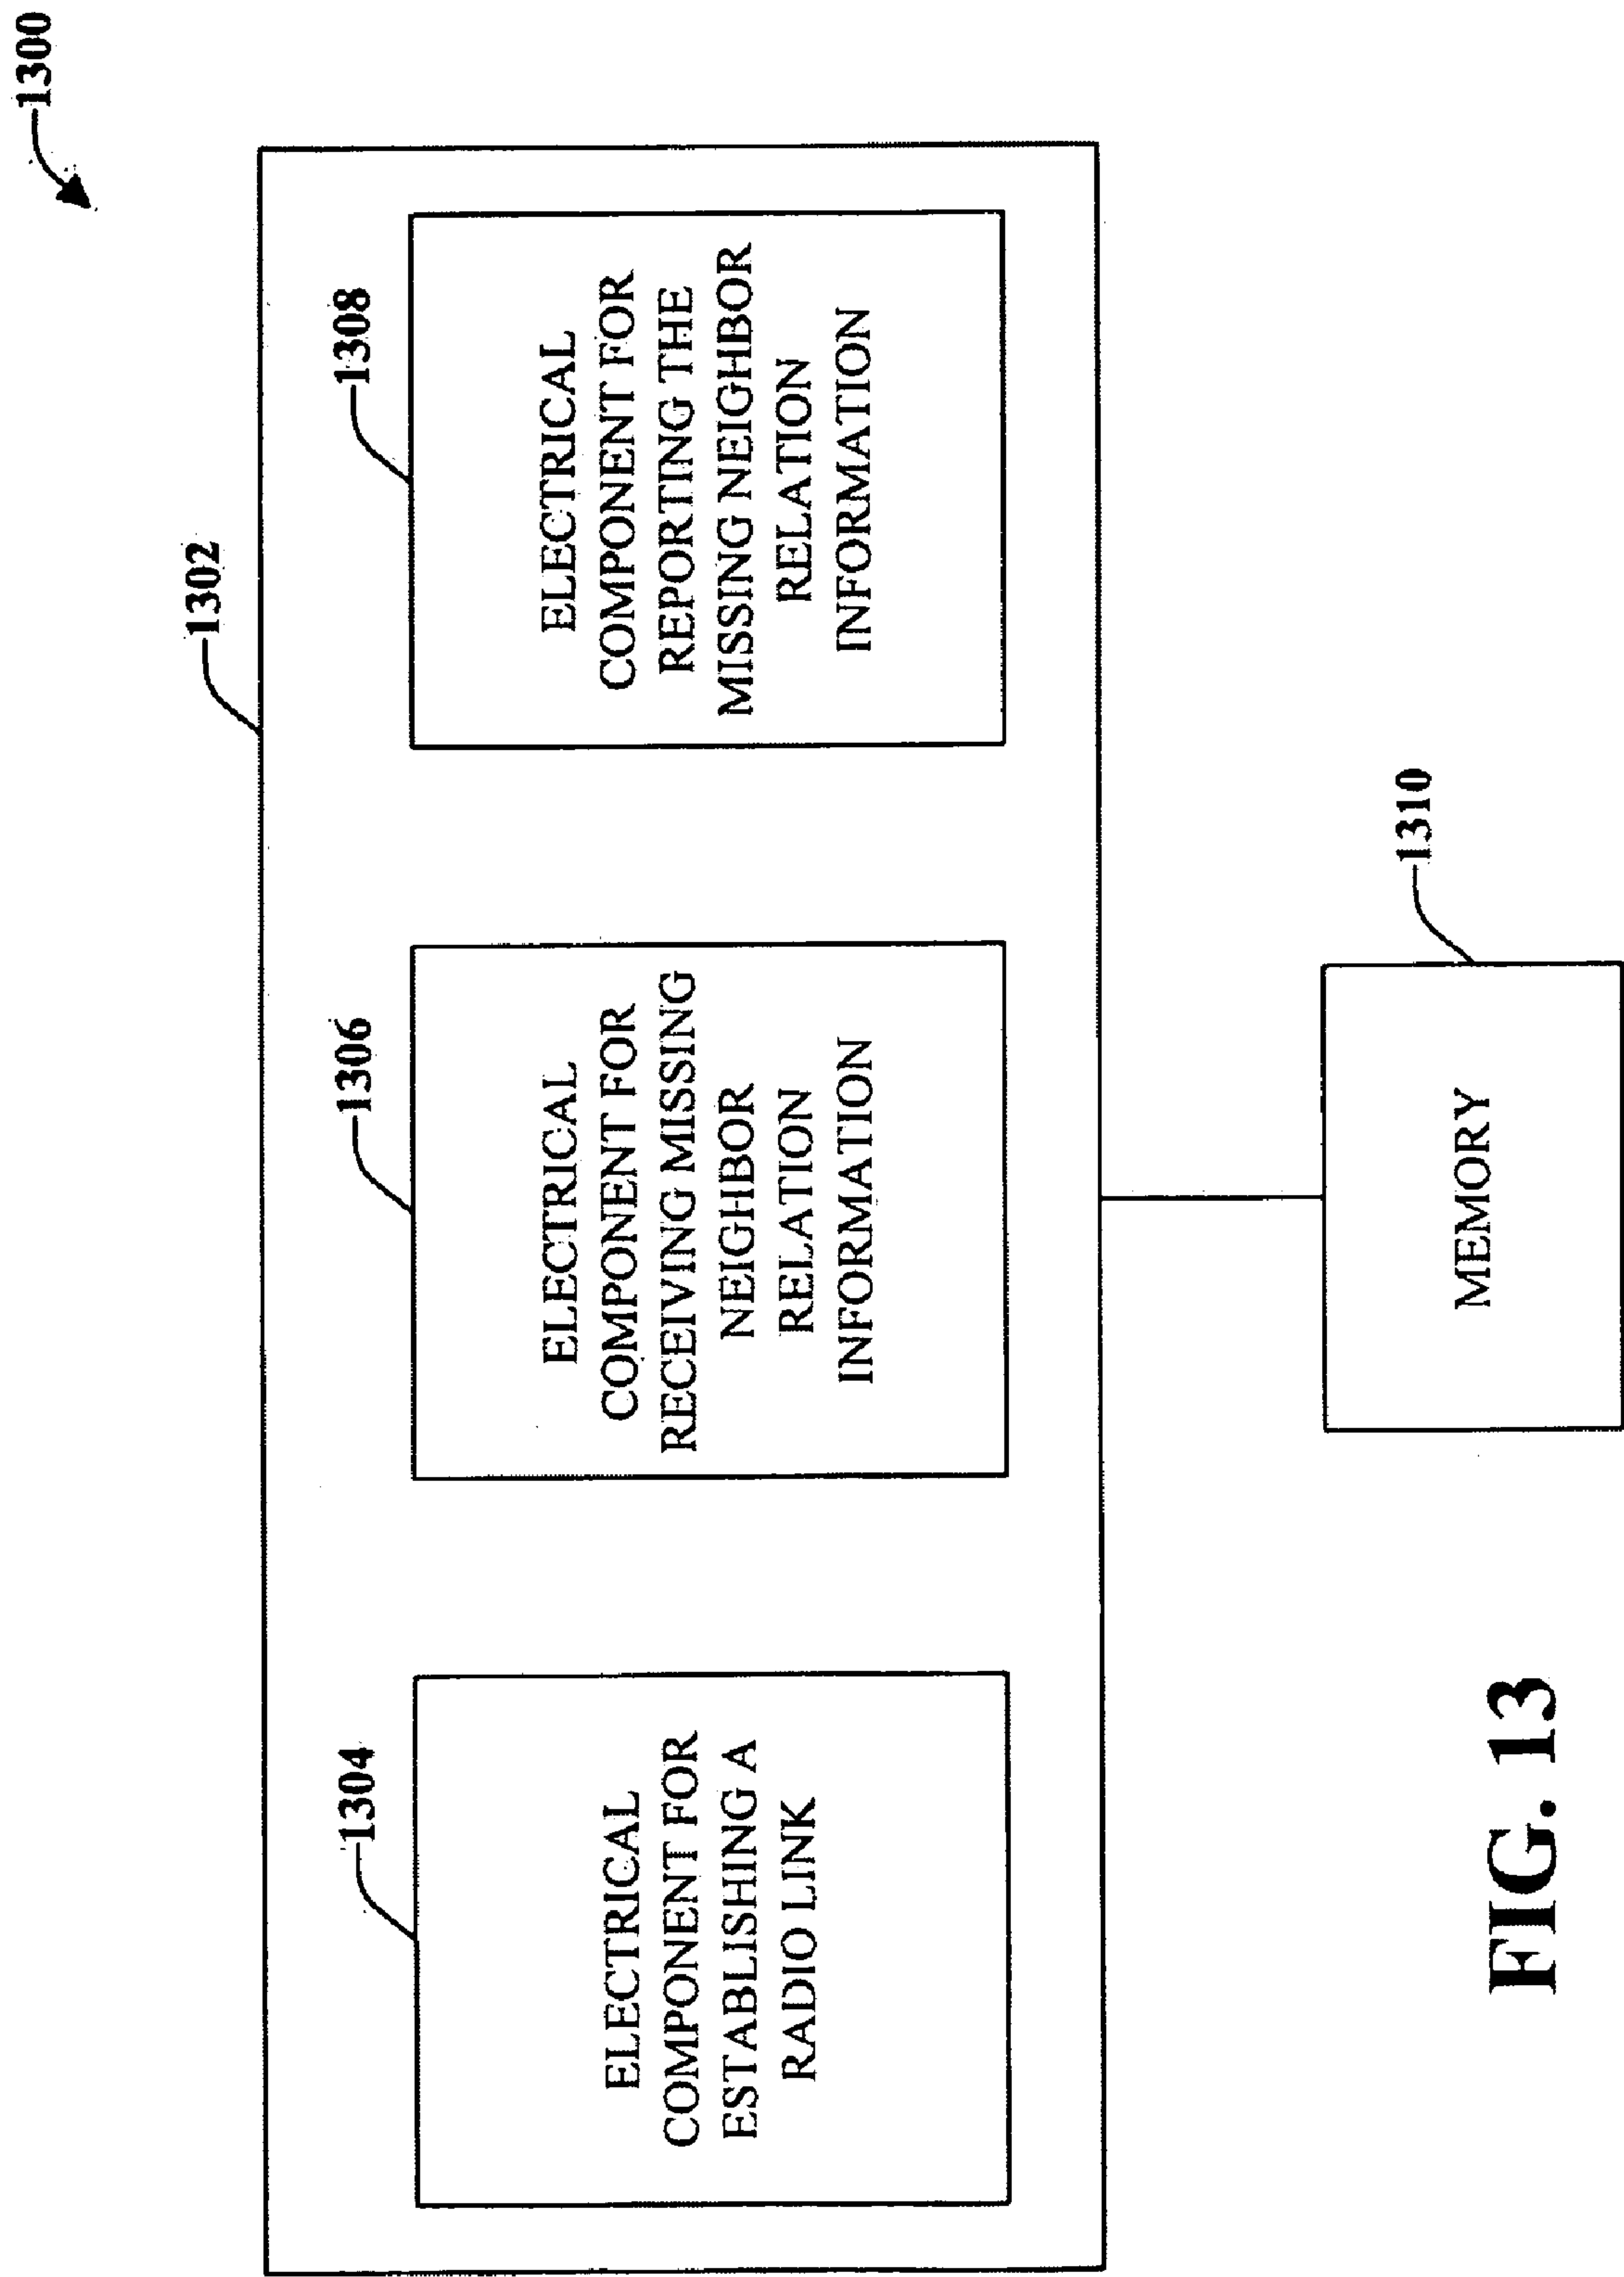 1300
1302
1304
ELECTRICAL
COMPONENT FOR
ESTABLISHING A
RADIO LINK
1306
ELECTRICAL
COMPONENT FOR
RECEIVING MISSING
NEIGHBOR
RELATION
INFORMATION
1308
ELECTRICAL
COMPONENT FOR
REPORTING THE
MISSING NEIGHBOR
RELATION
INFORMATION
1310
MEMORY
FIG. 13